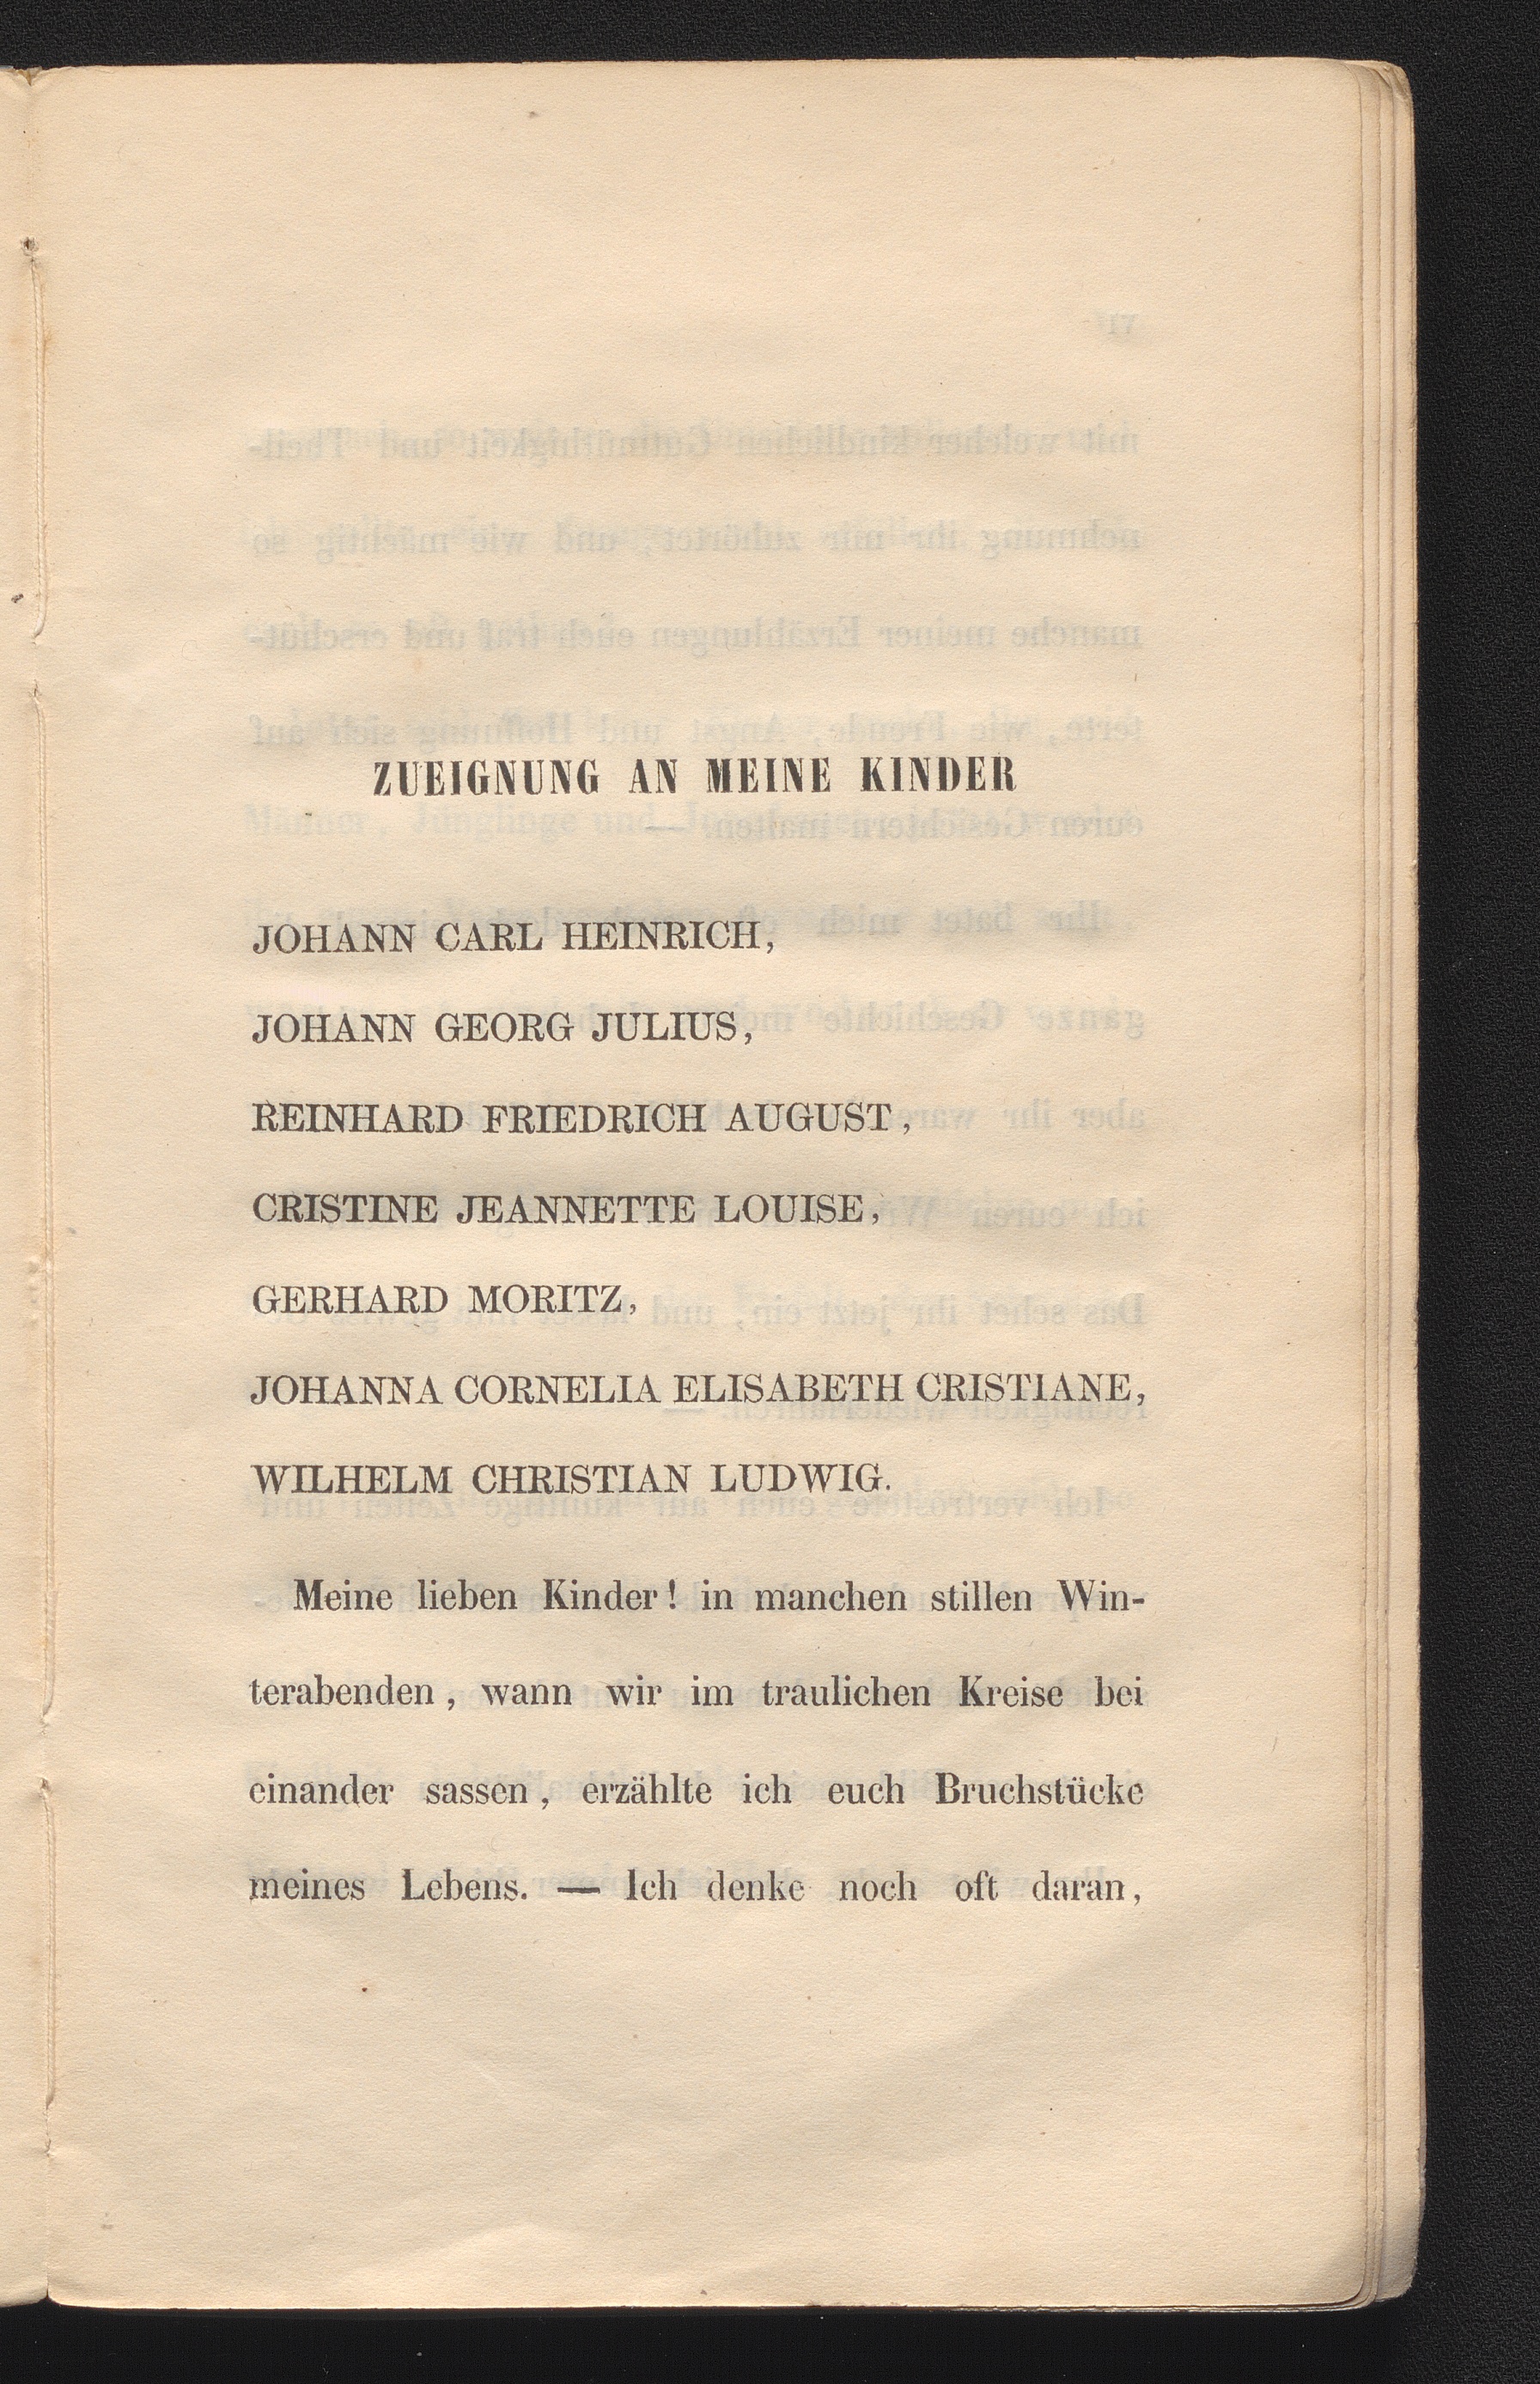 ZUEIGNUNG AN MEINE KINDER
JOHANN CARL HEINRICH,
JOHANN GEORG JULIUS,
REINHARD FRIEDRICH AUGUST,
CRISTINE JEANNETTE LOUISE,
GERHARD MORITZ,
JOHANNA CORNELIA ELISABETH CRISTIANE,
WILHELM CHRISTIAN LUDWIG.
Meine lieben Kinder! in manchen stillen Win-
terabenden, wann wir im traulichen Kreise bei
einander sassen, erzählte ich euch Bruchstücke
meines Lebens. — Ich denke noch oft daran,